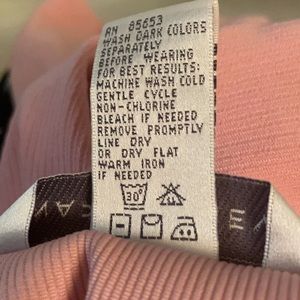 RN 85653
WASH DARK COLORS
SEPARATELY
BEFORE WEARING
FOR BEST RESULTS:
MACHINE WASH COLD
GENTLE CYCLE
NON-CHLORINE
BLEACH IF NEEDED
REMOVE PROMPTLY
LINE DRY
OR DRY FLAT
WARM IRON
IF NEEDED
30°